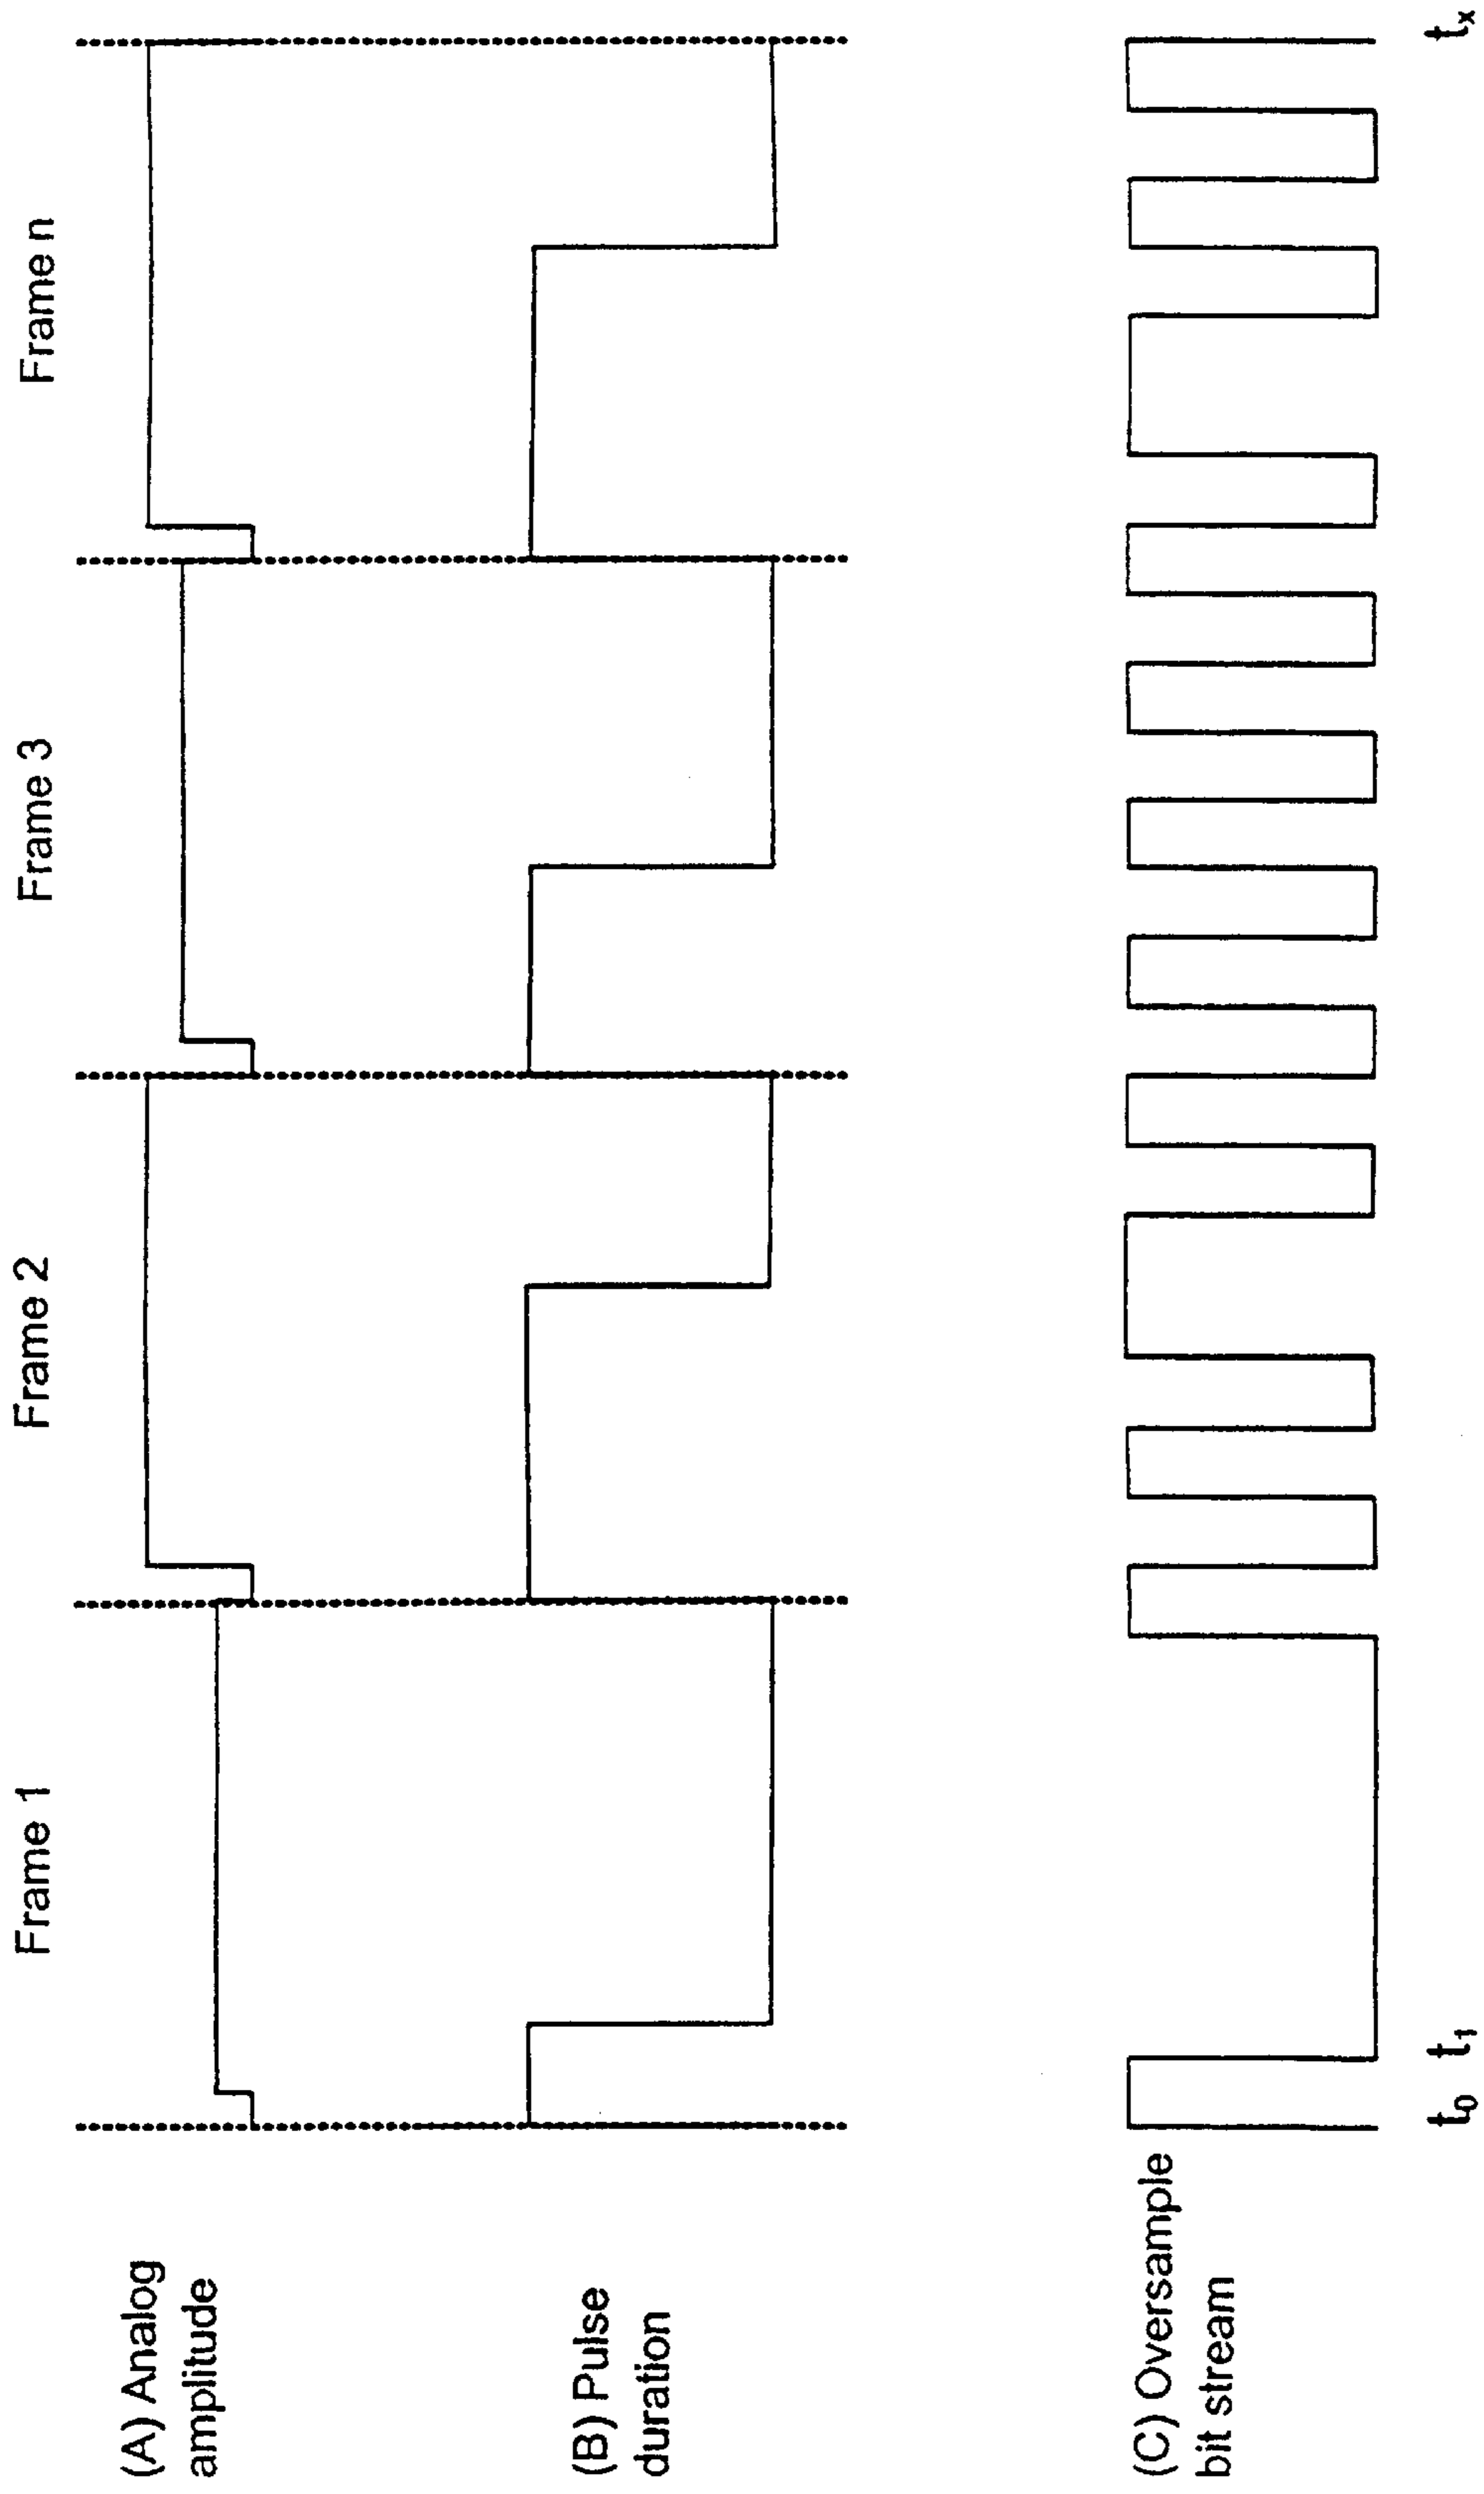 Frame 1 Frame 2 Frame 3 Frame n
(A) Analog
amplitude
(B) Pulse
duration
(C) Oversample
bit stream
t0 t1 tx